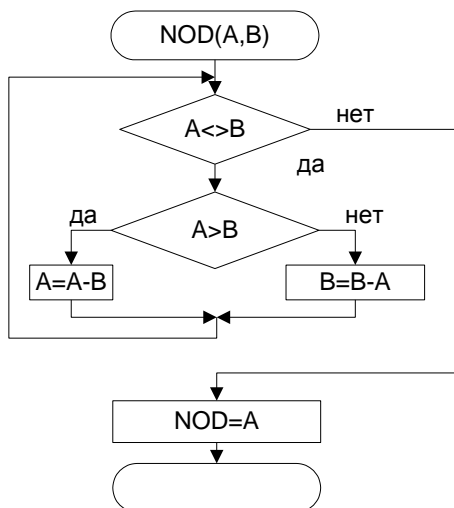 NOD(A,B)
A<>B
нет
да
A>B
да
нет
A=A-B
B=B-A
NOD=A